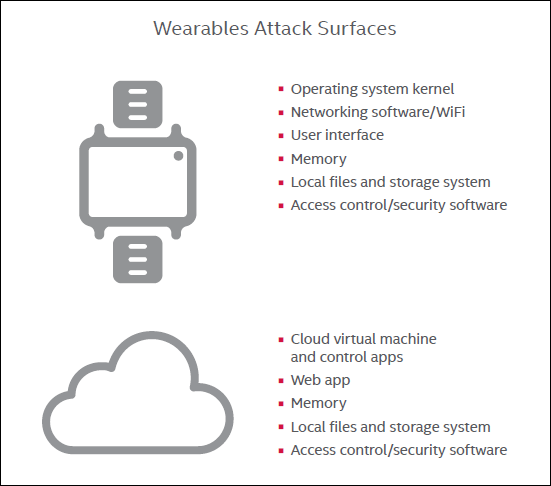 Wearables Attack Surfaces
Operating system kernel
Networking software/WiFi
User interface
Memory
Local files and storage system
Access control/security software
Cloud virtual machine
and control apps
Web app
Memory
Local files and storage system
Access control/security software